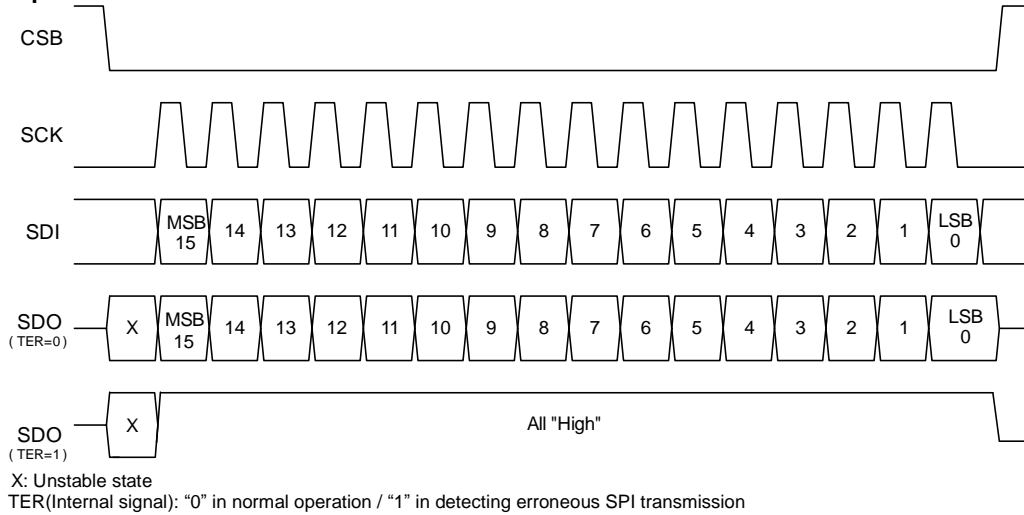 CSB
SCK
SDI MSB 15 14 13 12 11 10 9 8 7 6 5 4 3 2 1 LSB 0
SDO ( TER=0 ) X MSB 15 14 13 12 11 10 9 8 7 6 5 4 3 2 1 LSB 0
SDO ( TER=1 ) X All "High"
X: Unstable state
TER(Internal signal): “0” in normal operation / “1” in detecting erroneous SPI transmission